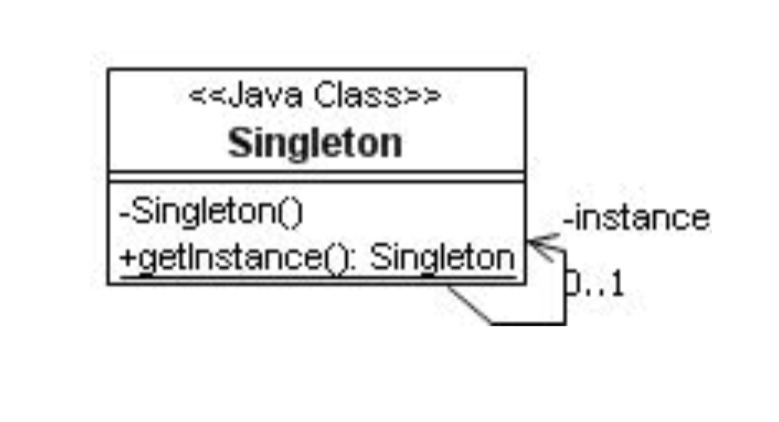 <<Java Class>>
Singleton
-Singleton()
+getInstance(): Singleton
-instance
0..1